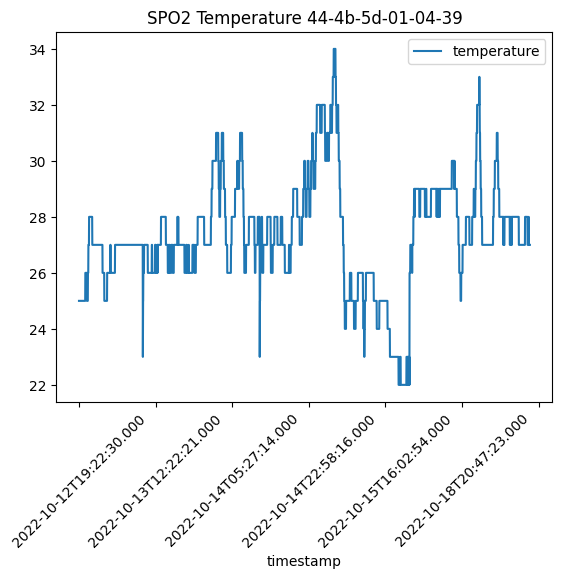 SPO2 Temperature 44-4b-5d-01-04-39
temperature
34
32
30
28
26
24
22
2022-10-12T19:22:30.000
2022-10-13T12:22:21.000
2022-10-14T05:27:14.000
2022-10-14T22:58:16.000
2022-10-15T16:02:54.000
2022-10-18T20:47:23.000
timestamp